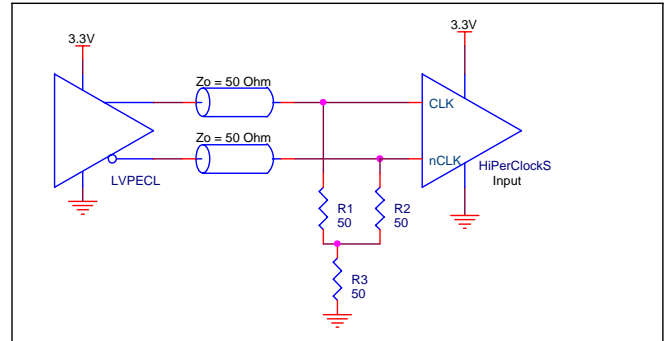 3.3V
3.3V
Zo = 50 Ohm
CLK
Zo = 50 Ohm
nCLK
LVPECL
HiPerClockS
Input
R1
50
R2
50
R3
50